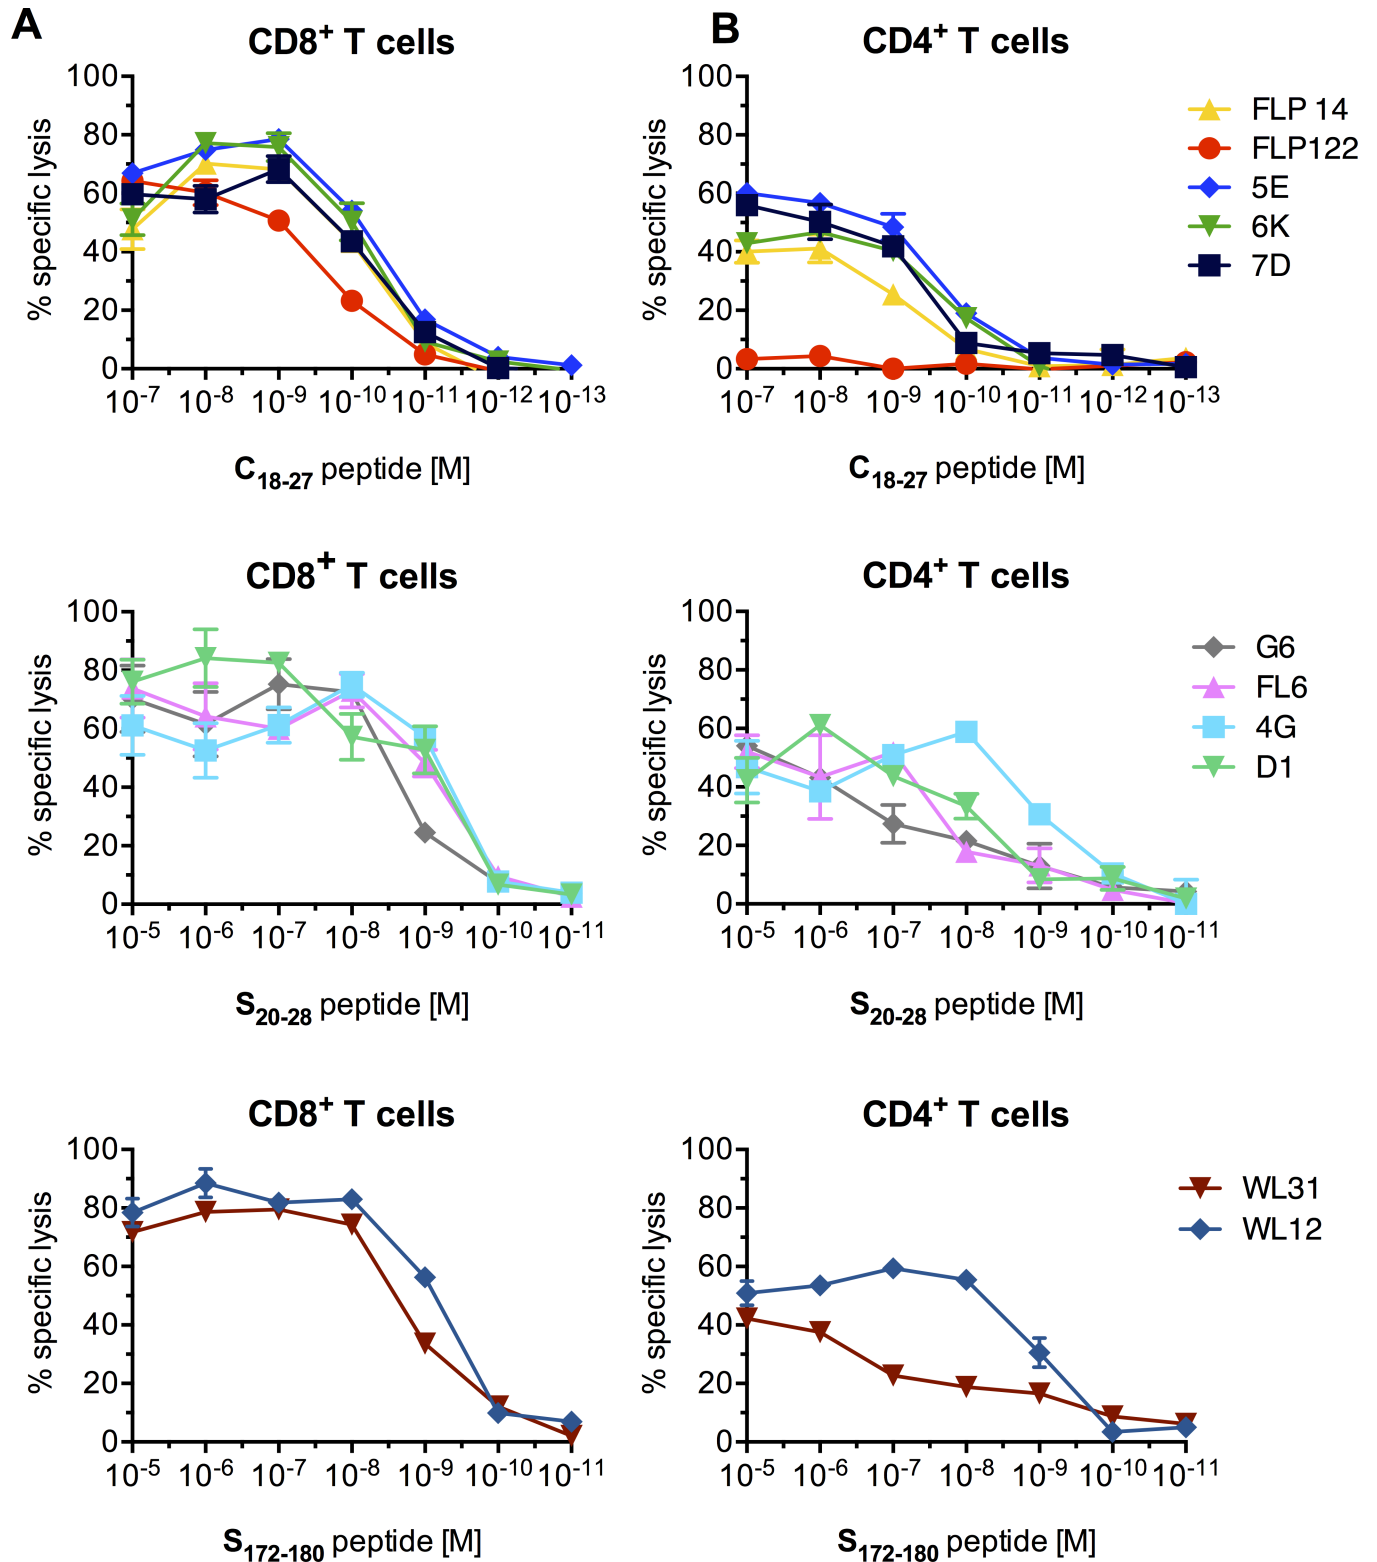 A
CD8⁺ T cells
% specific lysis
100
80
60
40
20
0
10⁻⁷ 10⁻⁸ 10⁻⁹ 10⁻¹⁰ 10⁻¹¹ 10⁻¹² 10⁻¹³
C₁₈₋₂₇ peptide [M]
B
CD4⁺ T cells
% specific lysis
100
80
60
40
20
0
10⁻⁷ 10⁻⁸ 10⁻⁹ 10⁻¹⁰ 10⁻¹¹ 10⁻¹² 10⁻¹³
C₁₈₋₂₇ peptide [M]
FLP 14
FLP122
5E
6K
7D
CD8⁺ T cells
% specific lysis
100
80
60
40
20
0
10⁻⁵ 10⁻⁶ 10⁻⁷ 10⁻⁸ 10⁻⁹ 10⁻¹⁰ 10⁻¹¹
S₂₀₋₂₈ peptide [M]
CD4⁺ T cells
% specific lysis
100
80
60
40
20
0
10⁻⁵ 10⁻⁶ 10⁻⁷ 10⁻⁸ 10⁻⁹ 10⁻¹⁰ 10⁻¹¹
S₂₀₋₂₈ peptide [M]
G6
FL6
4G
D1
CD8⁺ T cells
% specific lysis
100
80
60
40
20
0
10⁻⁵ 10⁻⁶ 10⁻⁷ 10⁻⁸ 10⁻⁹ 10⁻¹⁰ 10⁻¹¹
S₁₇₂₋₁₈₀ peptide [M]
CD4⁺ T cells
% specific lysis
100
80
60
40
20
0
10⁻⁵ 10⁻⁶ 10⁻⁷ 10⁻⁸ 10⁻⁹ 10⁻¹⁰ 10⁻¹¹
S₁₇₂₋₁₈₀ peptide [M]
WL31
WL12